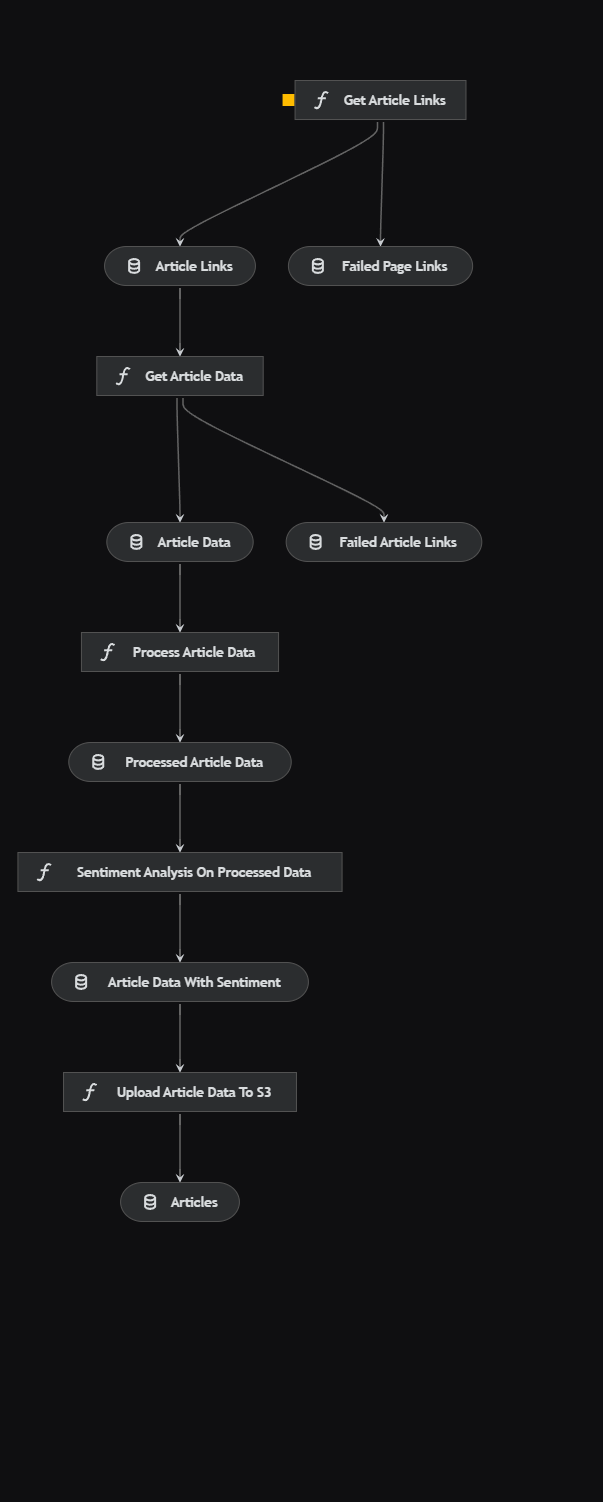 Get Article Links
Article Links
Failed Page Links
Get Article Data
Article Data
Failed Article Links
Process Article Data
Processed Article Data
Sentiment Analysis On Processed Data
Article Data With Sentiment
Upload Article Data To S3
Articles